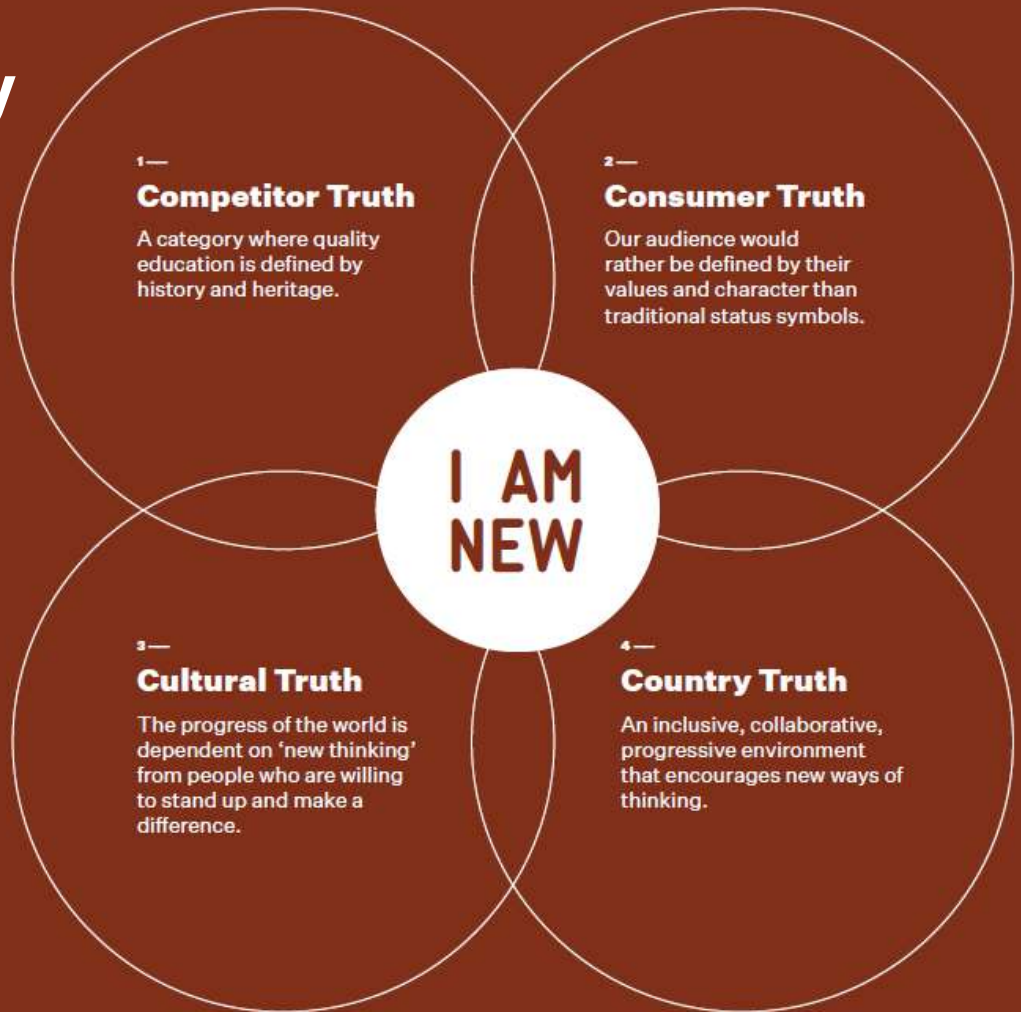 1—
Competitor Truth
A category where quality
education is defined by
history and heritage.
2—
Consumer Truth
Our audience would
rather be defined by their
values and character than
traditional status symbols.
I AM
NEW
3—
Cultural Truth
The progress of the world is
dependent on ‘new thinking’
from people who are willing
to stand up and make a
difference.
4—
Country Truth
An inclusive, collaborative,
progressive environment
that encourages new ways of
thinking.